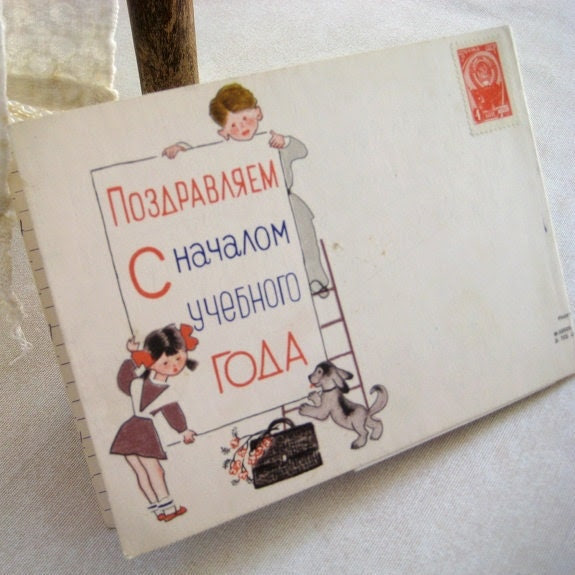 Поздравляем
с началом
учебного
года